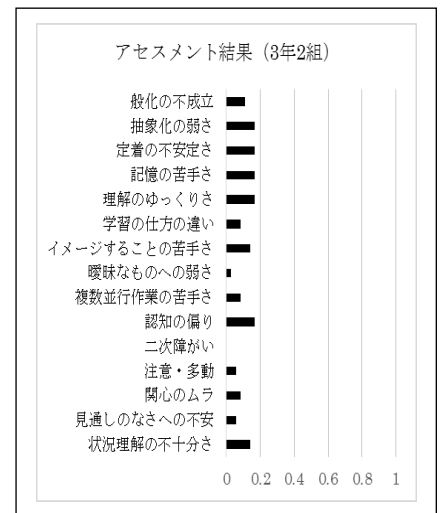 アセスメント結果（3年2組）
般化の不成立
抽象化の弱さ
定着の不安定さ
記憶の苦手さ
理解のゆっくりさ
学習の仕方の違い
イメージすることの苦手さ
曖昧なものへの弱さ
複数並行作業の苦手さ
認知の偏り
二次障がい
注意・多動
関心のムラ
見通しのなさへの不安
状況理解の不十分さ
0 0.2 0.4 0.6 0.8 1